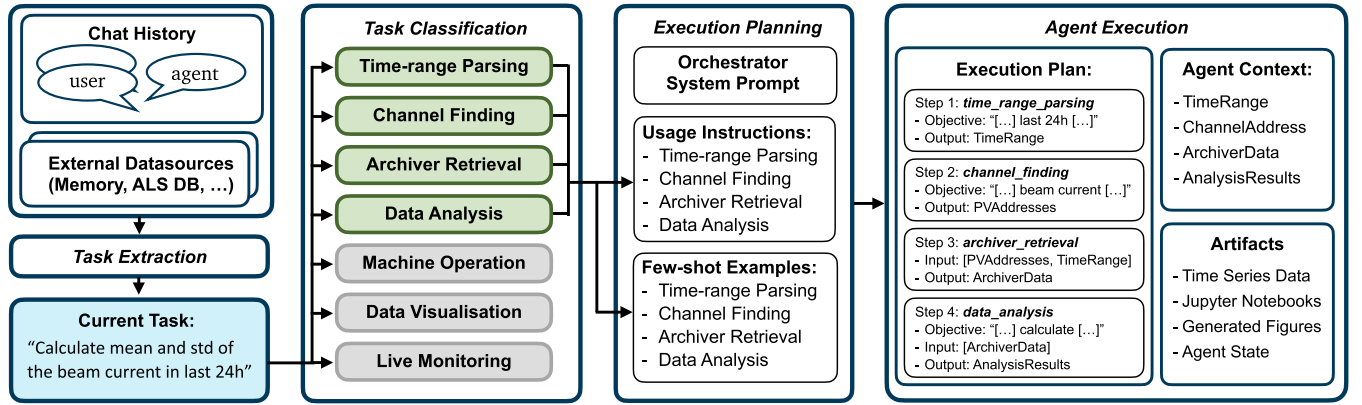 Chat History
user
agent
External Datasources
(Memory, ALS DB, ...)
Task Extraction
Current Task:
“Calculate mean and std of
the beam current in last 24h”
Task Classification
Time-range Parsing
Channel Finding
Archiver Retrieval
Data Analysis
Machine Operation
Data Visualisation
Live Monitoring
Execution Planning
Orchestrator
System Prompt
Usage Instructions:
- Time-range Parsing
- Channel Finding
- Archiver Retrieval
- Data Analysis
Few-shot Examples:
- Time-range Parsing
- Channel Finding
- Archiver Retrieval
- Data Analysis
Agent Execution
Execution Plan:
Step 1: time_range_parsing
- Objective: “[...] last 24h [...]”
- Output: TimeRange
Step 2: channel_finding
- Objective: “[...] beam current [...]”
- Output: PVAddresses
Step 3: archiver_retrieval
- Input: [PVAddresses, TimeRange]
- Output: ArchiverData
Step 4: data_analysis
- Objective: “[...] calculate [...]”
- Input: [ArchiverData]
- Output: AnalysisResults
Agent Context:
- TimeRange
- ChannelAddress
- ArchiverData
- AnalysisResults
Artifacts
- Time Series Data
- Jupyter Notebooks
- Generated Figures
- Agent State